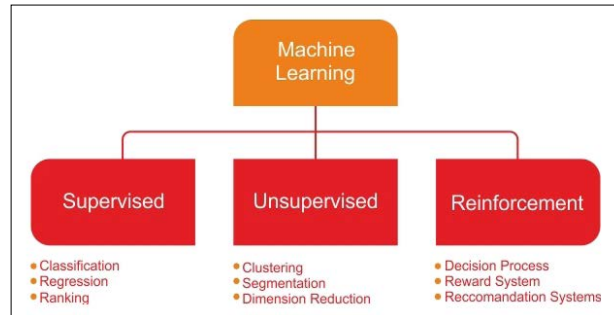 Machine
Learning
Supervised
Unsupervised
Reinforcement
Classification
Regression
Ranking
Clustering
Segmentation
Dimension Reduction
Decision Process
Reward System
Reccomandation Systems